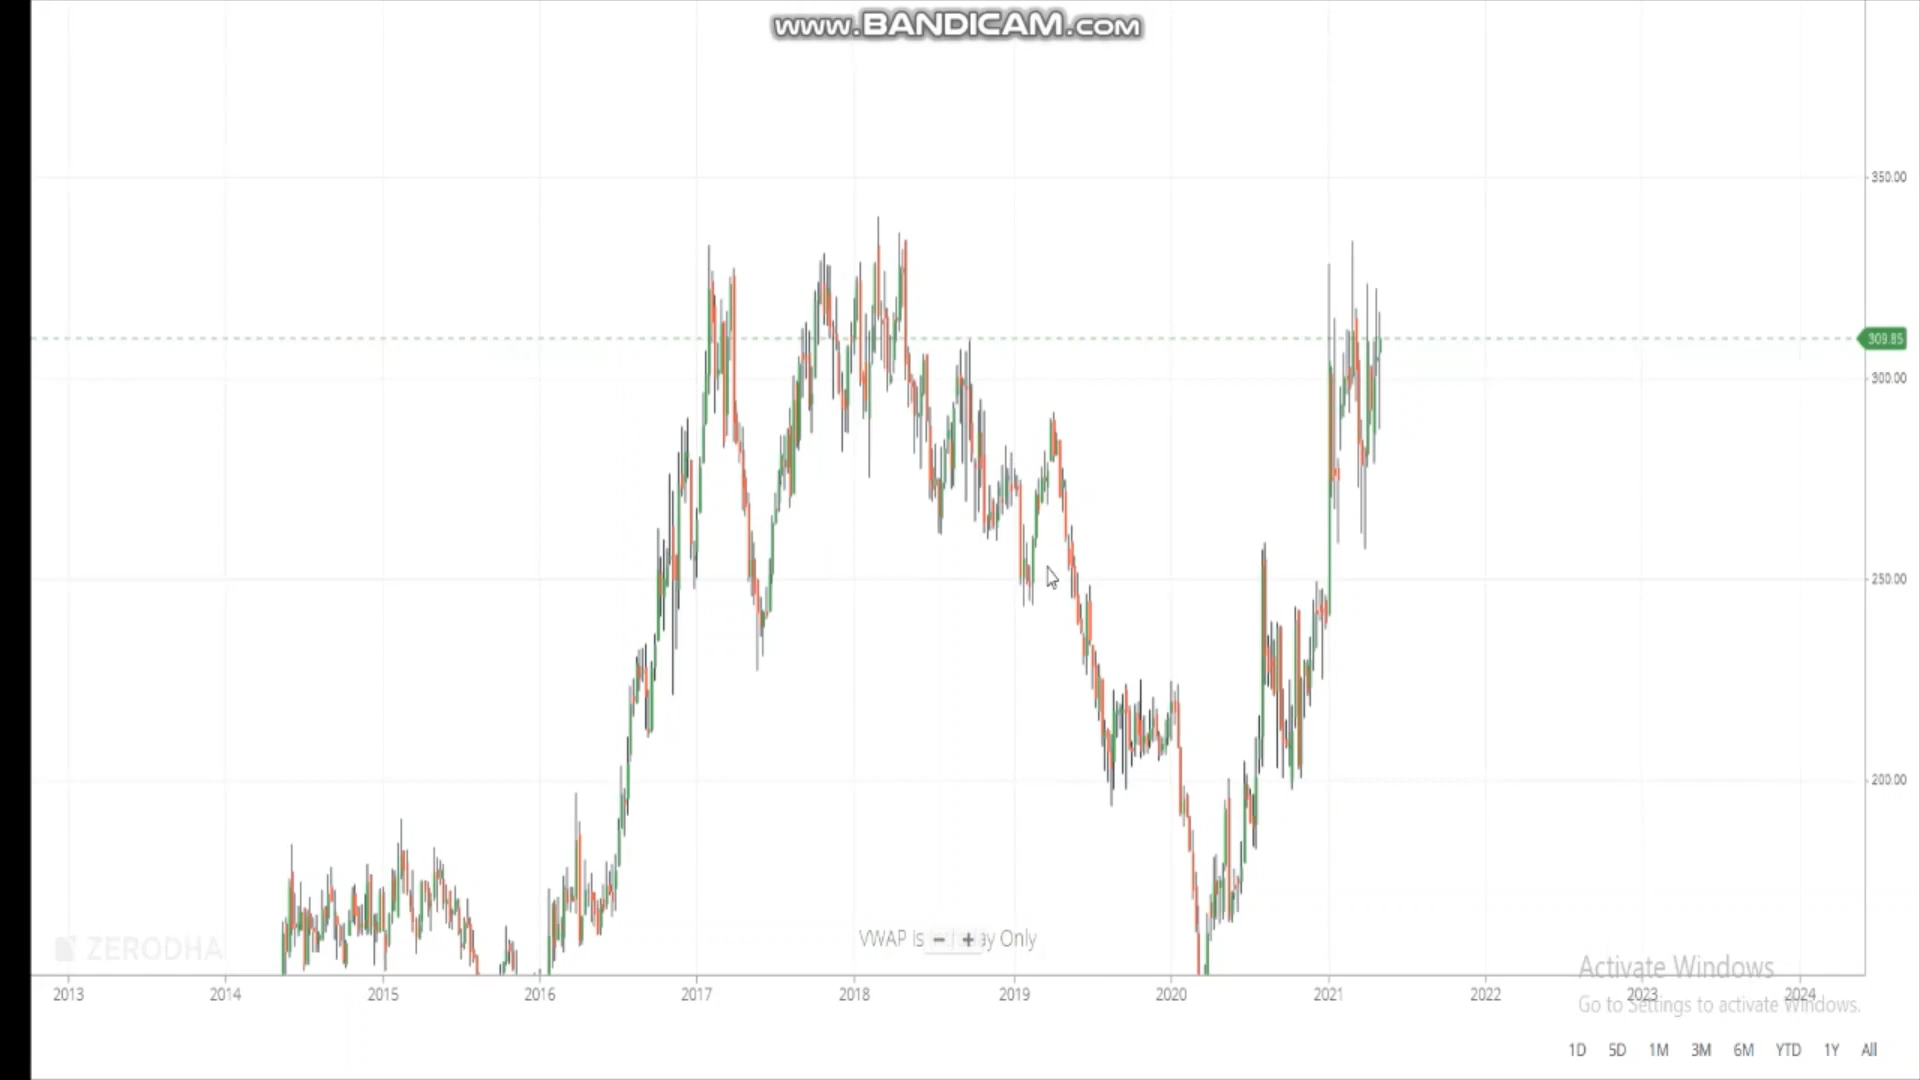 www.BANDICAM.com
350.00
309.85
300.00
250.00
200.00
VWAP is − + ay Only
ZERODHA
2013 2014 2015 2016 2017 2018 2019 2020 2021 2022 2023 2024
Activate Windows
Go to Settings to activate Windows.
1D 5D 1M 3M 6M YTD 1Y All